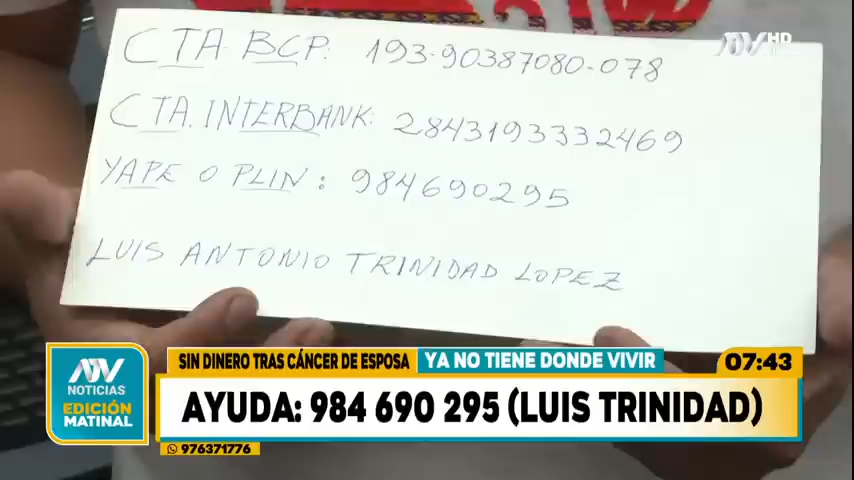 CTA BCP: 193-90387080-078
ATV HD
CTA. INTERBANK: 2843193332469
YAPE O PLIN: 984690295
LUIS ANTONIO TRINIDAD LOPEZ
SIN DINERO TRAS CÁNCER DE ESPOSA
YA NO TIENE DONDE VIVIR
07:43
ATV
NOTICIAS
EDICIÓN
MATINAL
AYUDA: 984 690 295 (LUIS TRINIDAD)
976371776